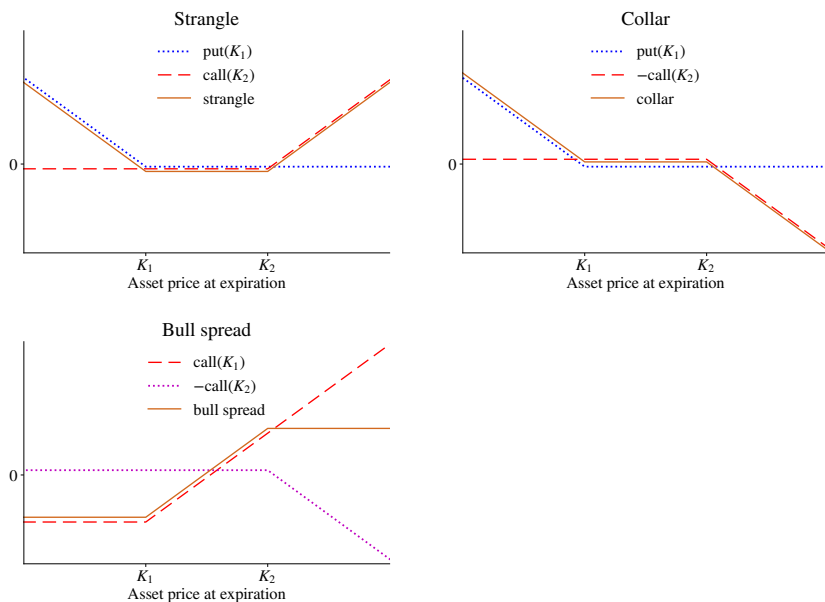 Strangle
put(K₁)
call(K₂)
strangle
0
K₁ K₂
Asset price at expiration
Collar
put(K₁)
−call(K₂)
collar
0
K₁ K₂
Asset price at expiration
Bull spread
call(K₁)
−call(K₂)
bull spread
0
K₁ K₂
Asset price at expiration